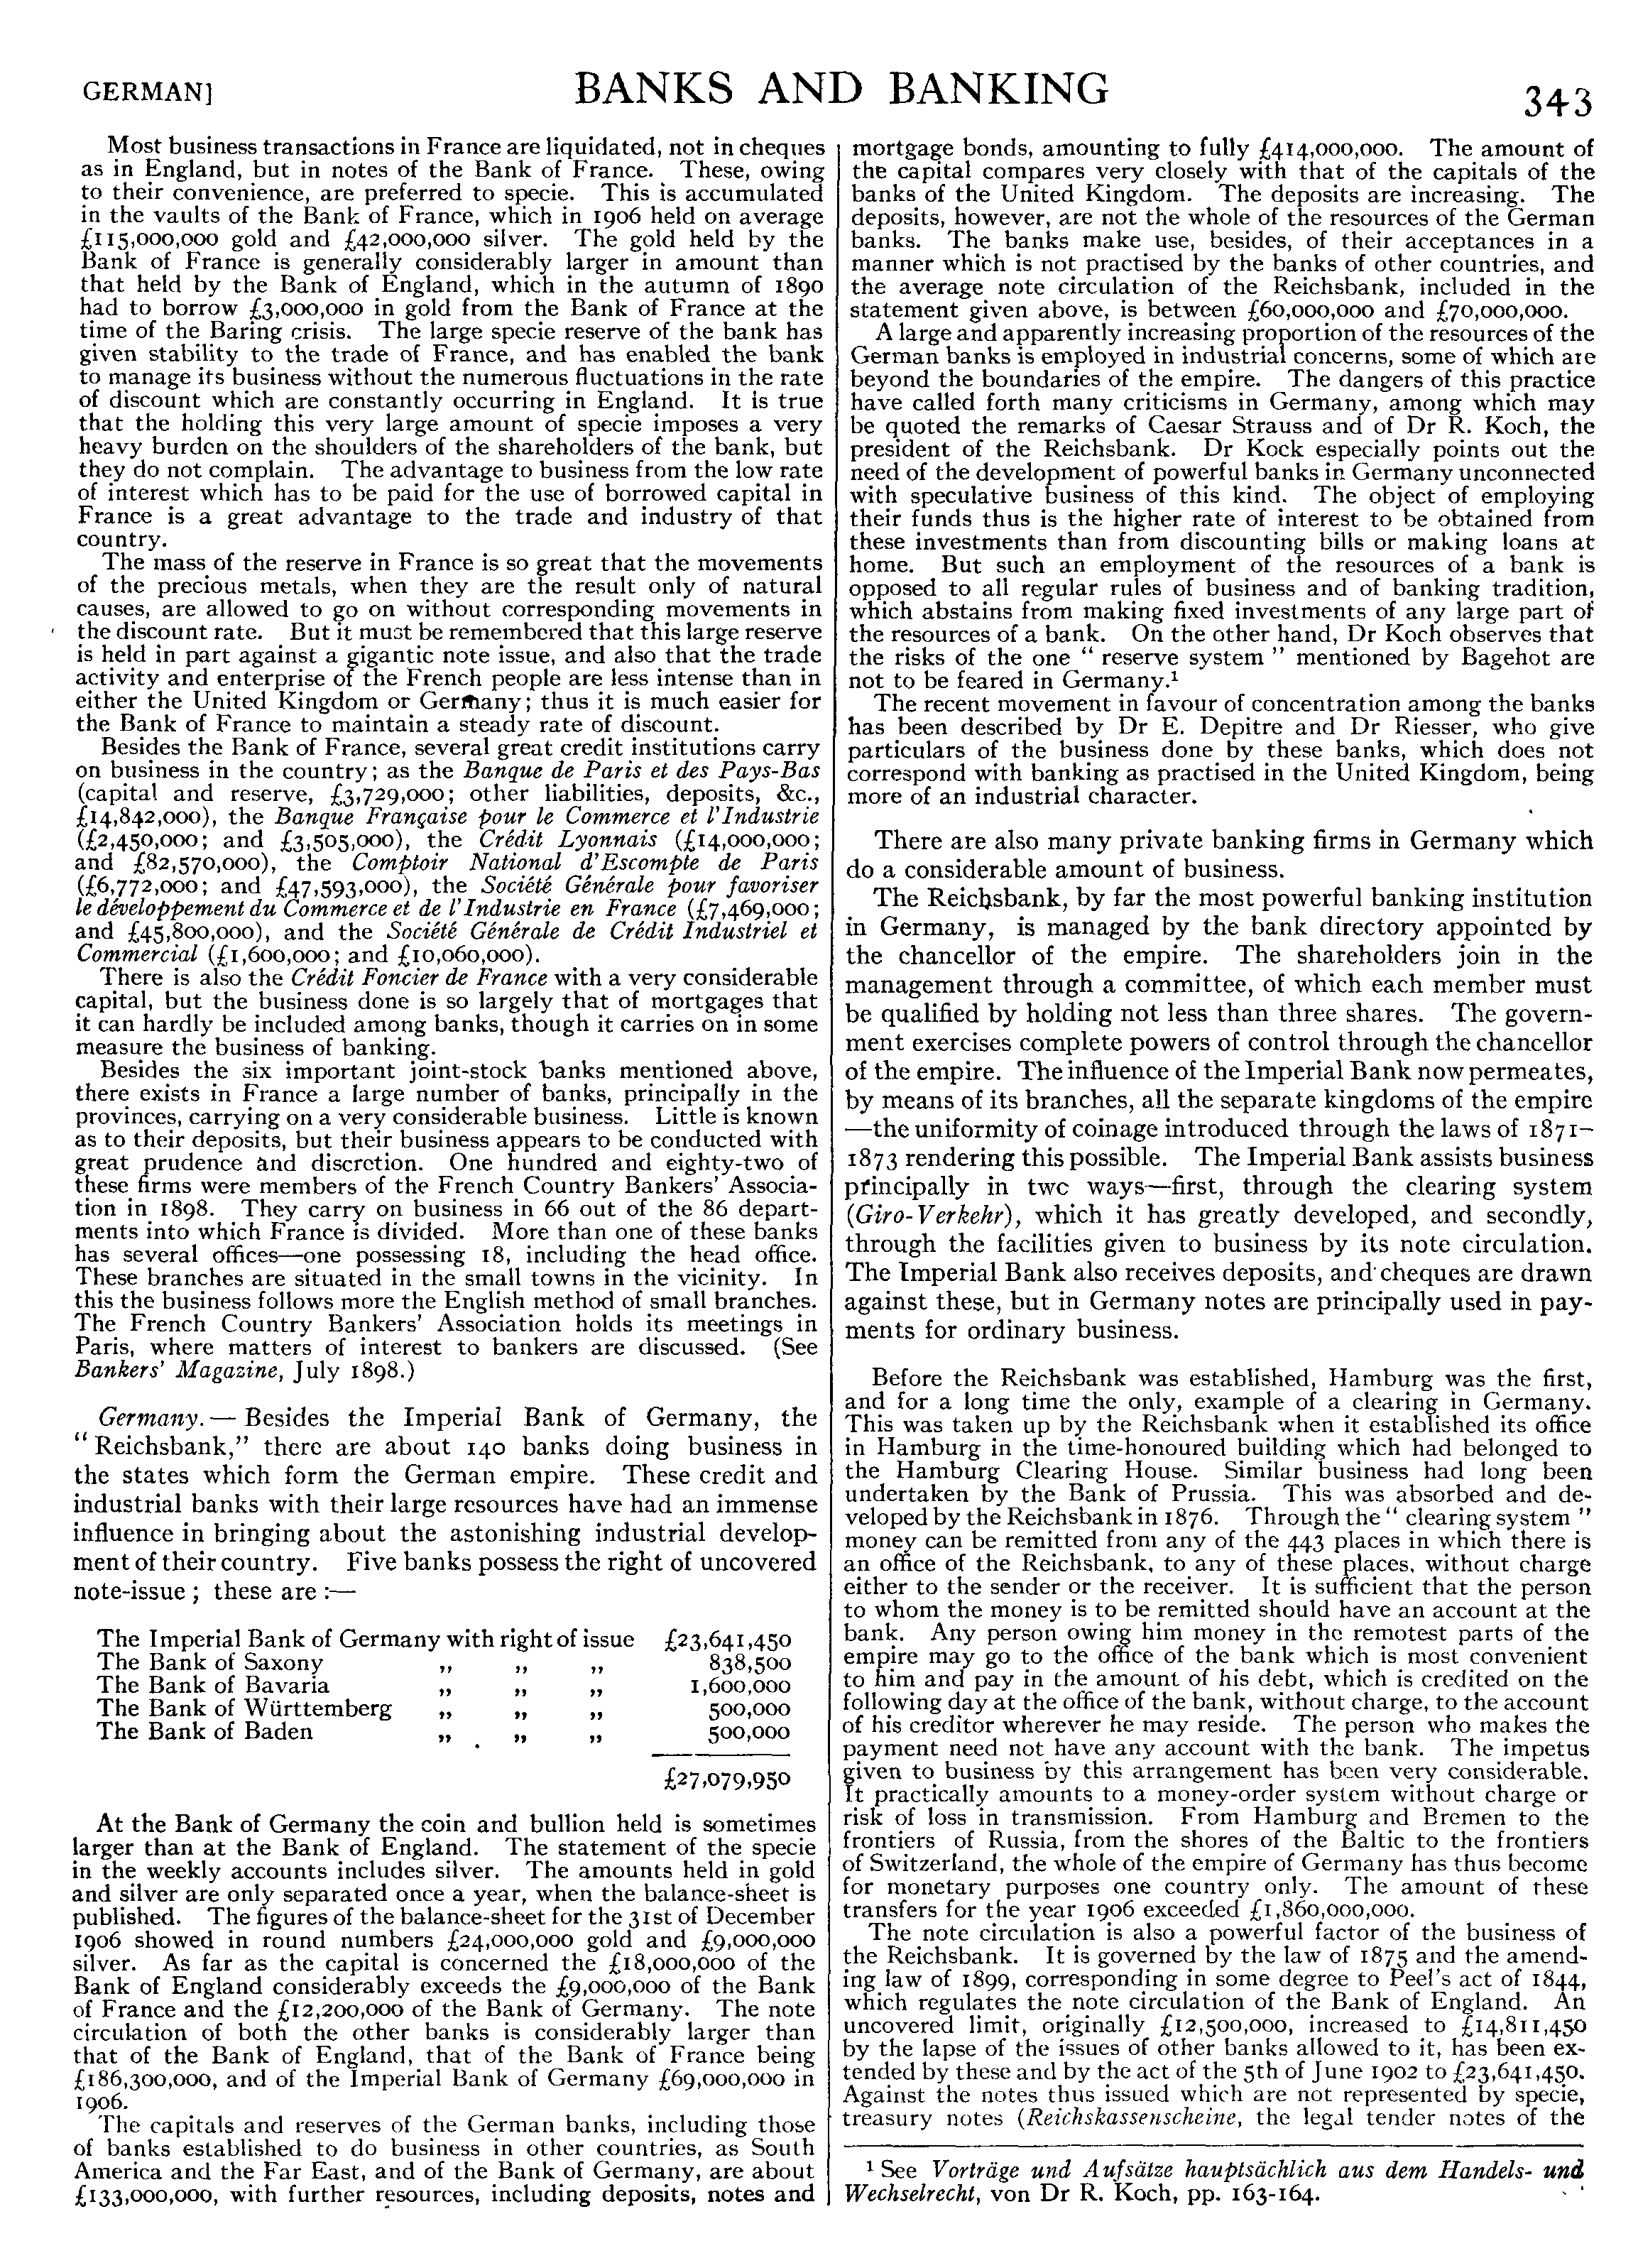 GERMAN]
BANKS AND BANKING
343
Most business transactions in France are liquidated, not in cheques
as in England, but in notes of the Bank of France. These, owing
to their convenience, are preferred to specie. This is accumulated
in the vaults of the Bank of France, which in 1906 held on average
£115,000,000 gold and £42,000,000 silver. The gold held by the
Bank of France is generally considerably larger in amount than
that held by the Bank of England, which in the autumn of 1890
had to borrow £3,000,000 in gold from the Bank of France at the
time of the Baring crisis. The large specie reserve of the bank has
given stability to the trade of France, and has enabled the bank
to manage its business without the numerous fluctuations in the rate
of discount which are constantly occurring in England. It is true
that the holding this very large amount of specie imposes a very
heavy burden on the shoulders of the shareholders of the bank, but
they do not complain. The advantage to business from the low rate
of interest which has to be paid for the use of borrowed capital in
France is a great advantage to the trade and industry of that
country.
The mass of the reserve in France is so great that the movements
of the precious metals, when they are the result only of natural
causes, are allowed to go on without corresponding movements in
the discount rate. But it must be remembered that this large reserve
is held in part against a gigantic note issue, and also that the trade
activity and enterprise of the French people are less intense than in
either the United Kingdom or Germany; thus it is much easier for
the Bank of France to maintain a steady rate of discount.
Besides the Bank of France, several great credit institutions carry
on business in the country; as the Banque de Paris et des Pays-Bas
(capital and reserve, £3,729,000; other liabilities, deposits, &c.,
£14,842,000), the Banque Française pour le Commerce et l'Industrie
(£2,450,000; and £3,505,000), the Crédit Lyonnais (£14,000,000;
and £82,570,000), the Comptoir National d'Escompte de Paris
(£6,772,000; and £47,593,000), the Société Générale pour favoriser
le développement du Commerce et de l'Industrie en France (£7,469,000;
and £45,800,000), and the Société Générale de Crédit Industriel et
Commercial (£1,600,000; and £10,060,000).
There is also the Crédit Foncier de France with a very considerable
capital, but the business done is so largely that of mortgages that
it can hardly be included among banks, though it carries on in some
measure the business of banking.
Besides the six important joint-stock banks mentioned above,
there exists in France a large number of banks, principally in the
provinces, carrying on a very considerable business. Little is known
as to their deposits, but their business appears to be conducted with
great prudence and discretion. One hundred and eighty-two of
these firms were members of the French Country Bankers' Associa-
tion in 1898. They carry on business in 66 out of the 86 depart-
ments into which France is divided. More than one of these banks
has several offices—one possessing 18, including the head office.
These branches are situated in the small towns in the vicinity. In
this the business follows more the English method of small branches.
The French Country Bankers' Association holds its meetings in
Paris, where matters of interest to bankers are discussed. (See
Bankers' Magazine, July 1898.)
Germany.—Besides the Imperial Bank of Germany, the
“Reichsbank,” there are about 140 banks doing business in
the states which form the German empire. These credit and
industrial banks with their large resources have had an immense
influence in bringing about the astonishing industrial develop-
ment of their country. Five banks possess the right of uncovered
note-issue; these are:—
The Imperial Bank of Germany with right of issue £23,641,450
The Bank of Saxony ,, ,, ,, 838,500
The Bank of Bavaria ,, ,, ,, 1,600,000
The Bank of Württemberg ,, ,, ,, 500,000
The Bank of Baden ,, ,, ,, 500,000
£27,079,950
At the Bank of Germany the coin and bullion held is sometimes
larger than at the Bank of England. The statement of the specie
in the weekly accounts includes silver. The amounts held in gold
and silver are only separated once a year, when the balance-sheet is
published. The figures of the balance-sheet for the 31st of December
1906 showed in round numbers £24,000,000 gold and £9,000,000
silver. As far as the capital is concerned the £18,000,000 of the
Bank of England considerably exceeds the £9,000,000 of the Bank
of France and the £12,200,000 of the Bank of Germany. The note
circulation of both the other banks is considerably larger than
that of the Bank of England, that of the Bank of France being
£186,300,000, and of the Imperial Bank of Germany £69,000,000 in
1906.
The capitals and reserves of the German banks, including those
of banks established to do business in other countries, as South
America and the Far East, and of the Bank of Germany, are about
£133,000,000, with further resources, including deposits, notes and
mortgage bonds, amounting to fully £414,000,000. The amount of
the capital compares very closely with that of the capitals of the
banks of the United Kingdom. The deposits are increasing. The
deposits, however, are not the whole of the resources of the German
banks. The banks make use, besides, of their acceptances in a
manner which is not practised by the banks of other countries, and
the average note circulation of the Reichsbank, included in the
statement given above, is between £60,000,000 and £70,000,000.
A large and apparently increasing proportion of the resources of the
German banks is employed in industrial concerns, some of which are
beyond the boundaries of the empire. The dangers of this practice
have called forth many criticisms in Germany, among which may
be quoted the remarks of Caesar Strauss and of Dr R. Koch, the
president of the Reichsbank. Dr Kock especially points out the
need of the development of powerful banks in Germany unconnected
with speculative business of this kind. The object of employing
their funds thus is the higher rate of interest to be obtained from
these investments than from discounting bills or making loans at
home. But such an employment of the resources of a bank is
opposed to all regular rules of business and of banking tradition,
which abstains from making fixed investments of any large part of
the resources of a bank. On the other hand, Dr Koch observes that
the risks of the one “ reserve system ” mentioned by Bagehot are
not to be feared in Germany.¹
The recent movement in favour of concentration among the banks
has been described by Dr E. Depitre and Dr Riesser, who give
particulars of the business done by these banks, which does not
correspond with banking as practised in the United Kingdom, being
more of an industrial character.
There are also many private banking firms in Germany which
do a considerable amount of business.
The Reichsbank, by far the most powerful banking institution
in Germany, is managed by the bank directory appointed by
the chancellor of the empire. The shareholders join in the
management through a committee, of which each member must
be qualified by holding not less than three shares. The govern-
ment exercises complete powers of control through the chancellor
of the empire. The influence of the Imperial Bank now permeates,
by means of its branches, all the separate kingdoms of the empire
—the uniformity of coinage introduced through the laws of 1871-
1873 rendering this possible. The Imperial Bank assists business
principally in two ways—first, through the clearing system
(Giro-Verkehr), which it has greatly developed, and secondly,
through the facilities given to business by its note circulation.
The Imperial Bank also receives deposits, and cheques are drawn
against these, but in Germany notes are principally used in pay-
ments for ordinary business.
Before the Reichsbank was established, Hamburg was the first,
and for a long time the only, example of a clearing in Germany.
This was taken up by the Reichsbank when it established its office
in Hamburg in the time-honoured building which had belonged to
the Hamburg Clearing House. Similar business had long been
undertaken by the Bank of Prussia. This was absorbed and de-
veloped by the Reichsbank in 1876. Through the “ clearing system ”
money can be remitted from any of the 443 places in which there is
an office of the Reichsbank, to any of these places, without charge
either to the sender or the receiver. It is sufficient that the person
to whom the money is to be remitted should have an account at the
bank. Any person owing him money in the remotest parts of the
empire may go to the office of the bank which is most convenient
to him and pay in the amount of his debt, which is credited on the
following day at the office of the bank, without charge, to the account
of his creditor wherever he may reside. The person who makes the
payment need not have any account with the bank. The impetus
given to business by this arrangement has been very considerable.
It practically amounts to a money-order system without charge or
risk of loss in transmission. From Hamburg and Bremen to the
frontiers of Russia, from the shores of the Baltic to the frontiers
of Switzerland, the whole of the empire of Germany has thus become
for monetary purposes one country only. The amount of these
transfers for the year 1906 exceeded £1,860,000,000.
The note circulation is also a powerful factor of the business of
the Reichsbank. It is governed by the law of 1875 and the amend-
ing law of 1899, corresponding in some degree to Peel's act of 1844,
which regulates the note circulation of the Bank of England. An
uncovered limit, originally £12,500,000, increased to £14,811,450
by the lapse of the issues of other banks allowed to it, has been ex-
tended by these and by the act of the 5th of June 1902 to £23,641,450.
Against the notes thus issued which are not represented by specie,
treasury notes (Reichskassenscheine, the legal tender notes of the
¹ See Vorträge und Aufsätze hauptsächlich aus dem Handels- und
Wechselrecht, von Dr R. Koch, pp. 163-164.